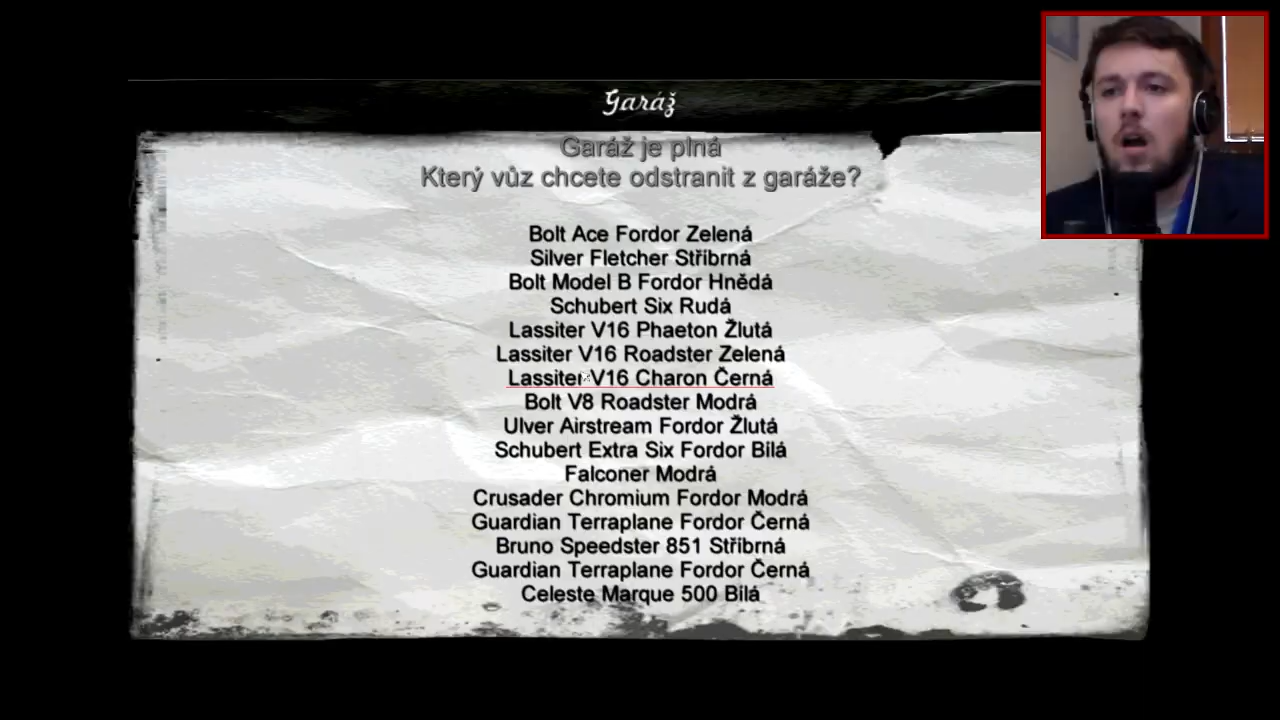 Garáž
Garáž je plná
Který vůz chcete odstranit z garáže?
Bolt Ace Fordor Zelená
Silver Fletcher Stříbrná
Bolt Model B Fordor Hnědá
Schubert Six Rudá
Lassiter V16 Phaeton Žlutá
Lassiter V16 Roadster Zelená
Lassiter V16 Charon Černá
Bolt V8 Roadster Modrá
Ulver Airstream Fordor Žlutá
Schubert Extra Six Fordor Bílá
Falconer Modrá
Crusader Chromium Fordor Modrá
Guardian Terraplane Fordor Černá
Bruno Speedster 851 Stříbrná
Guardian Terraplane Fordor Černá
Celeste Marque 500 Bílá